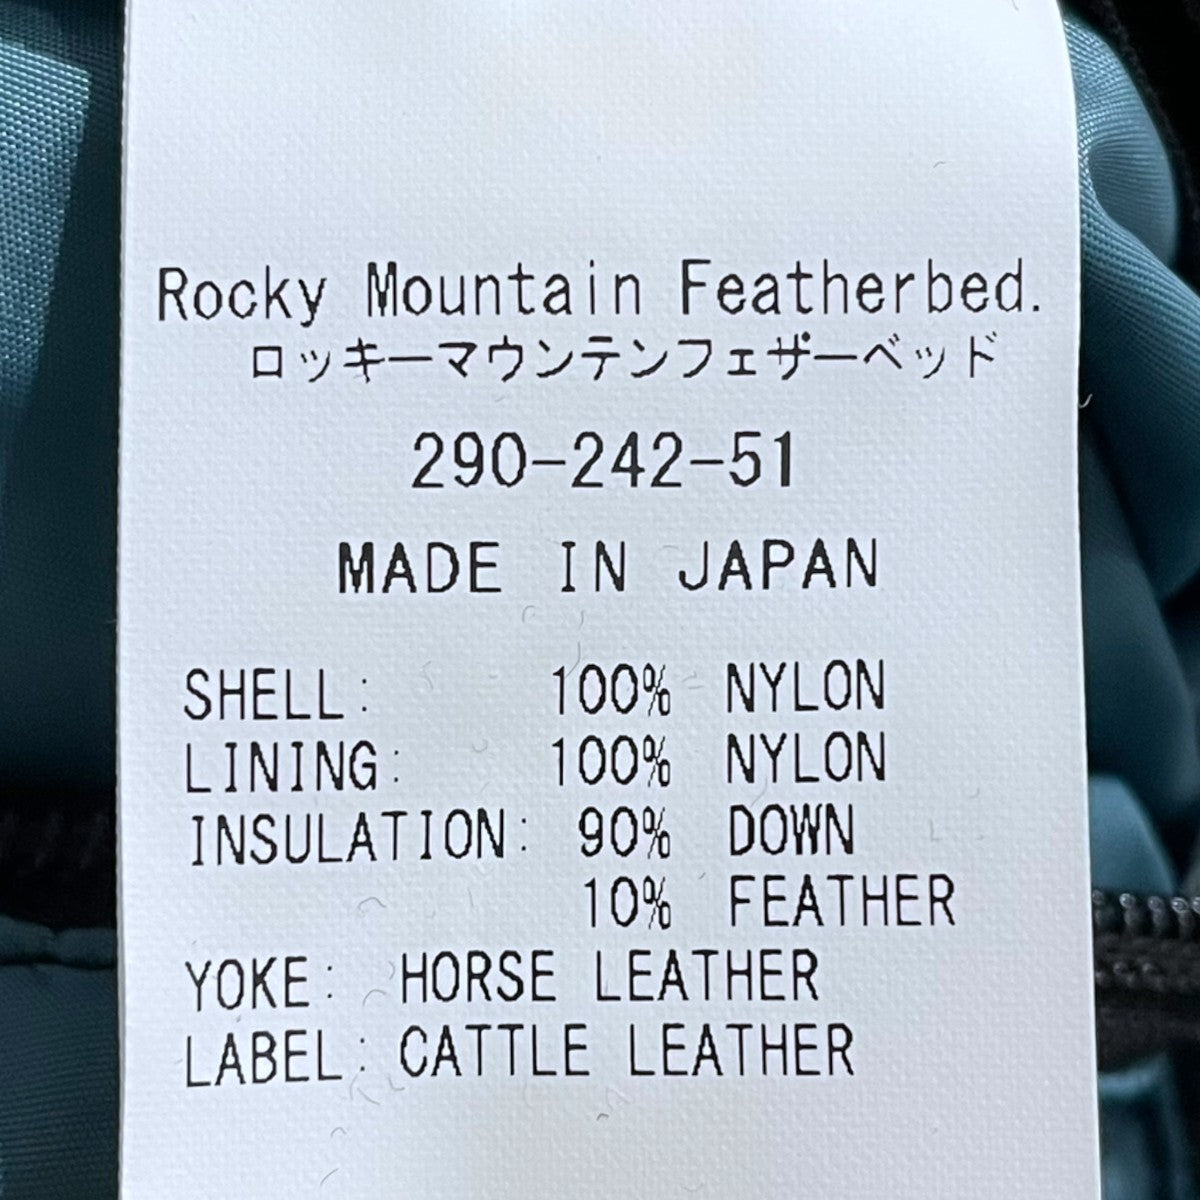 Rocky Mountain Featherbed.
ロッキーマウンテンフェザーベッド
290-242-51
MADE IN JAPAN
SHELL: 100% NYLON
LINING: 100% NYLON
INSULATION: 90% DOWN
10% FEATHER
YOKE: HORSE LEATHER
LABEL: CATTLE LEATHER